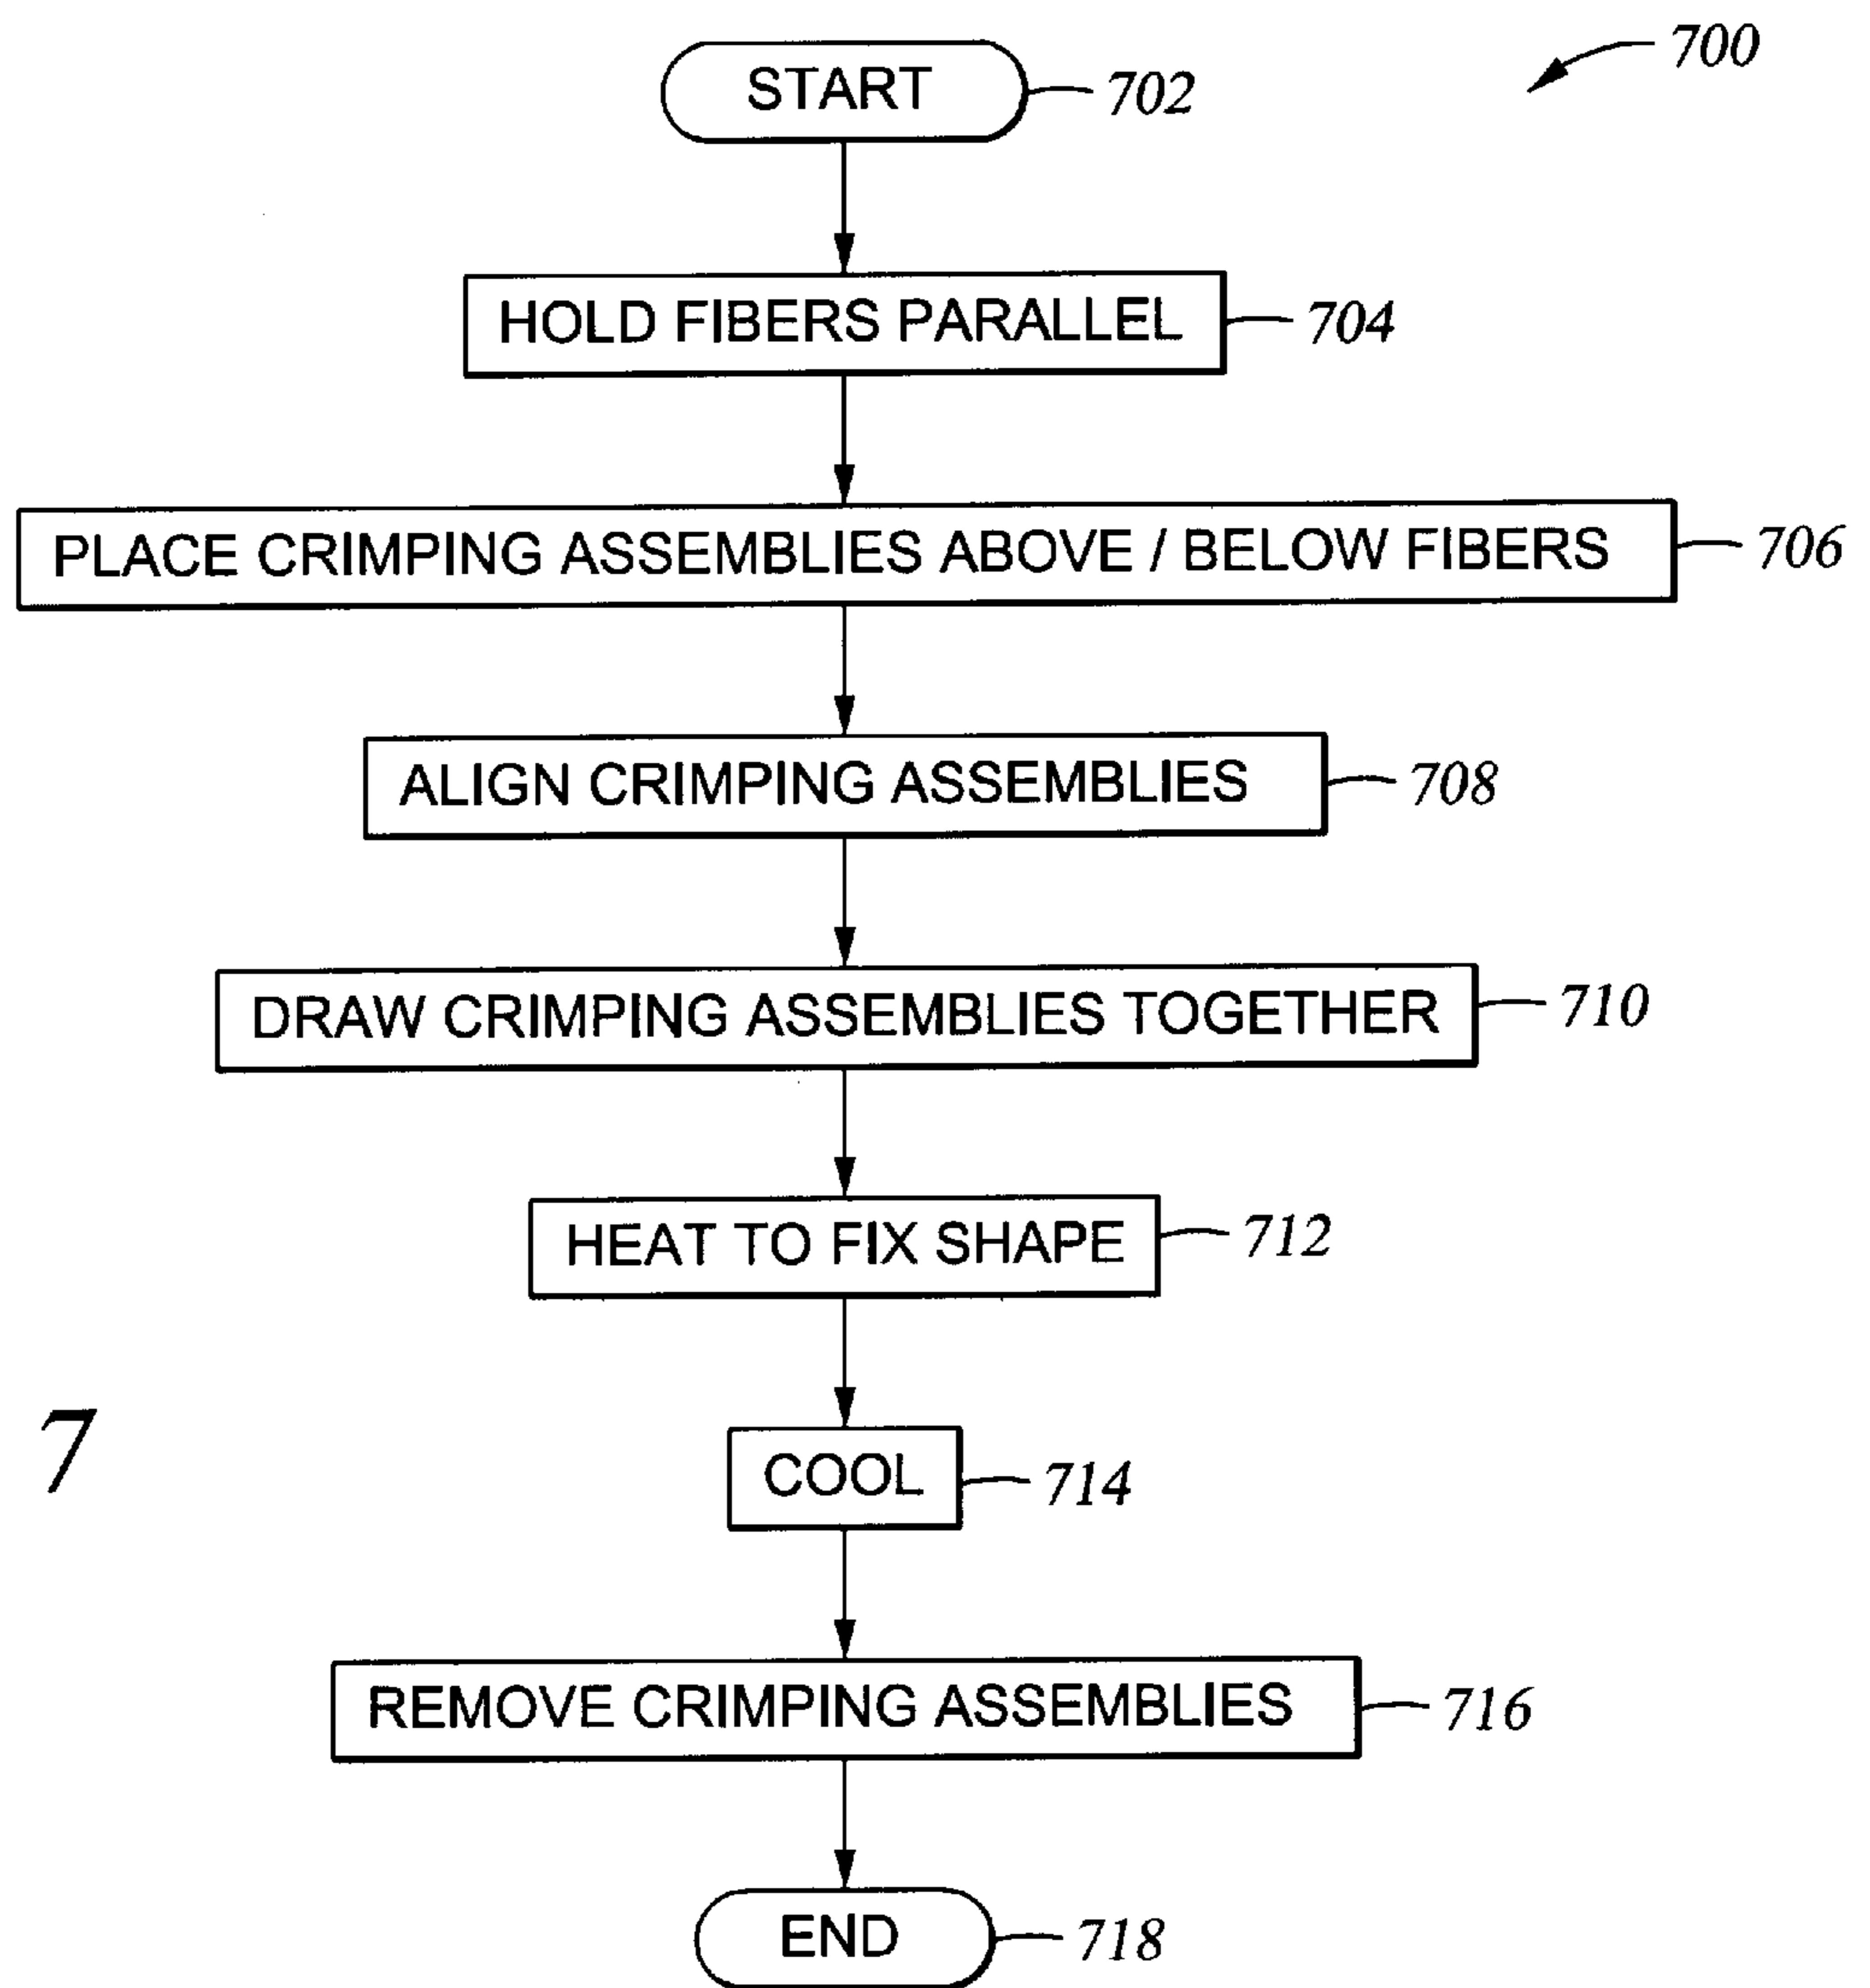 700
START 702
HOLD FIBERS PARALLEL 704
PLACE CRIMPING ASSEMBLIES ABOVE / BELOW FIBERS 706
ALIGN CRIMPING ASSEMBLIES 708
DRAW CRIMPING ASSEMBLIES TOGETHER 710
HEAT TO FIX SHAPE 712
7
COOL 714
REMOVE CRIMPING ASSEMBLIES 716
END 718